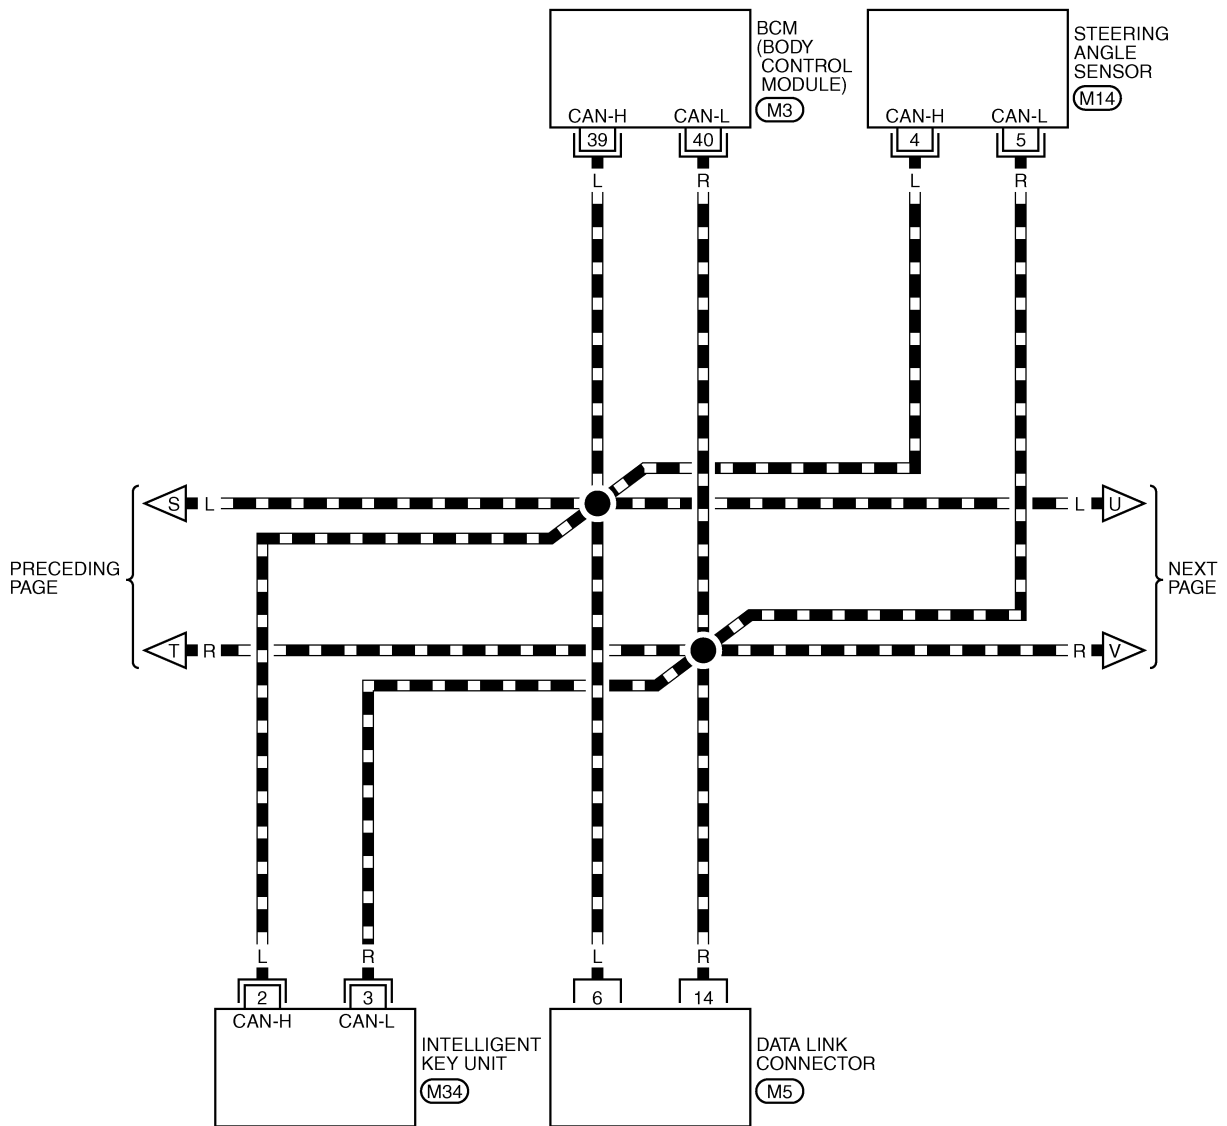 BCM
(BODY
CONTROL
MODULE)
M3
CAN-H
CAN-L
39
40
L
R
STEERING
ANGLE
SENSOR
M14
CAN-H
CAN-L
4
5
L
R
S
L
L
U
PRECEDING
PAGE
NEXT
PAGE
T
R
R
V
L
R
2
3
CAN-H
CAN-L
INTELLIGENT
KEY UNIT
M34
L
R
6
14
DATA LINK
CONNECTOR
M5